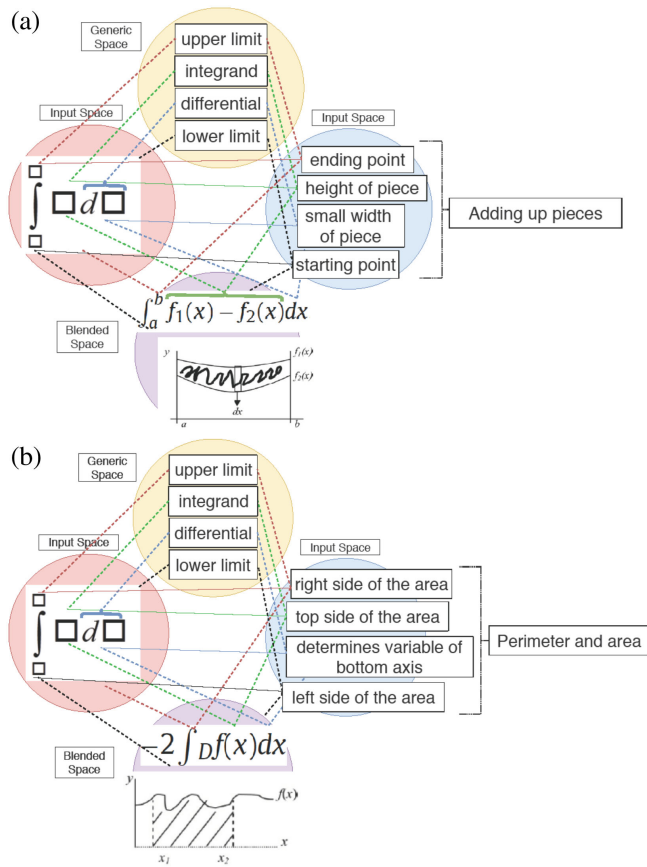 (a)
Generic
Space
upper limit
integrand
differential
lower limit
Input Space
∫ □ d □
□
□
Input Space
ending point
height of piece
small width
of piece
starting point
Adding up pieces
Blended
Space
∫ₐᵇ f₁(x) − f₂(x)dx
y
f₁(x)
f₂(x)
dx
a
b
(b)
Generic
Space
upper limit
integrand
differential
lower limit
Input Space
∫ □ d □
□
□
Input Space
right side of the area
top side of the area
determines variable of
bottom axis
left side of the area
Perimeter and area
Blended
Space
−2 ∫D f(x)dx
y
f(x)
x
x₁
x₂